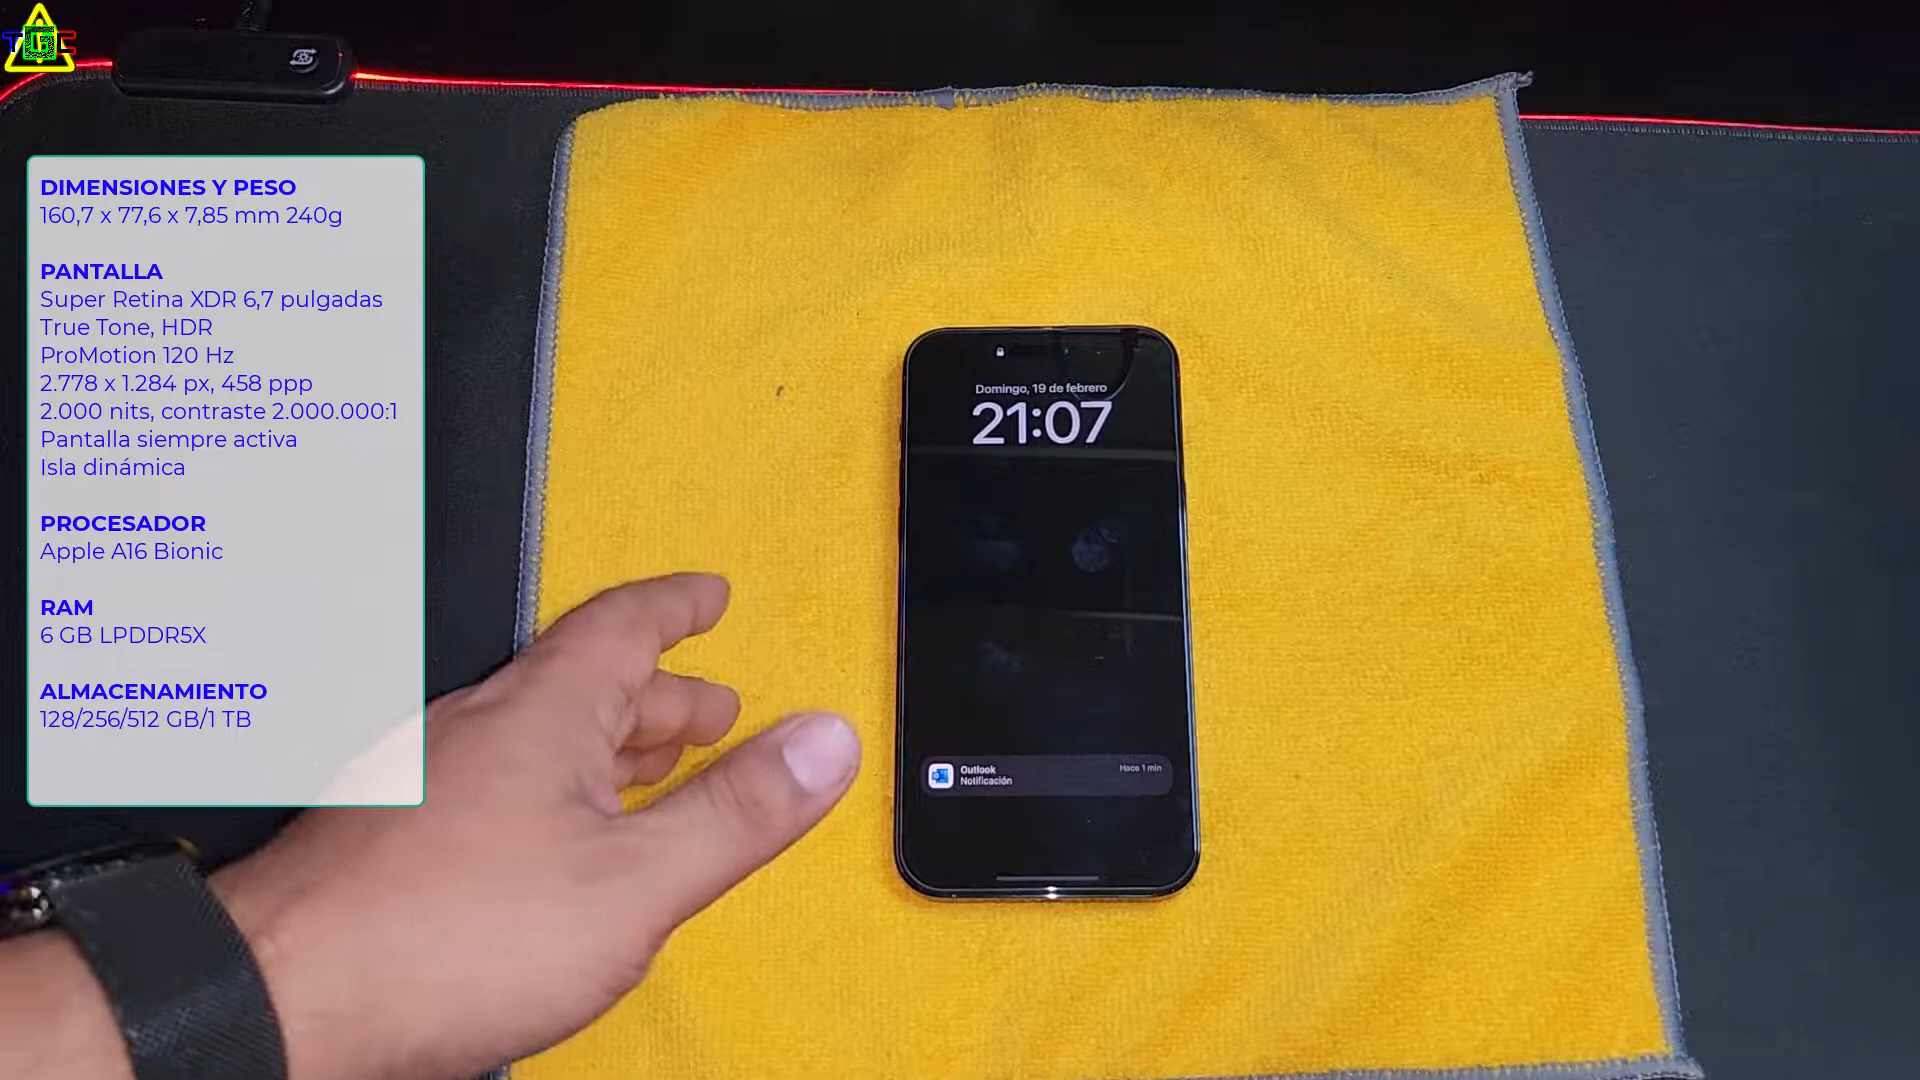 DIMENSIONES Y PESO
160,7 x 77,6 x 7,85 mm 240g
PANTALLA
Super Retina XDR 6,7 pulgadas
True Tone, HDR
ProMotion 120 Hz
2.778 x 1.284 px, 458 ppp
2.000 nits, contraste 2.000.000:1
Pantalla siempre activa
Isla dinámica
PROCESADOR
Apple A16 Bionic
RAM
6 GB LPDDR5X
ALMACENAMIENTO
128/256/512 GB/1 TB
Domingo, 19 de febrero
21:07
Outlook
Hace 1 min
Notificación